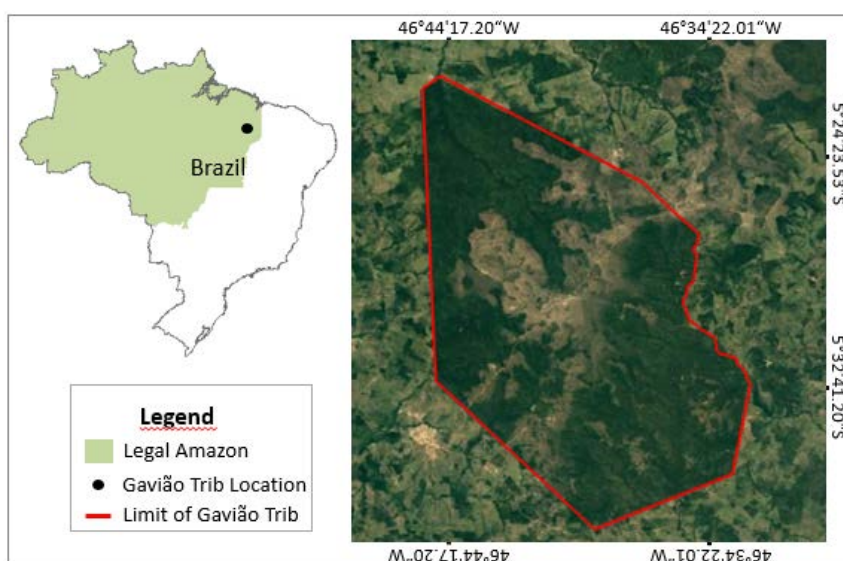 46°44'17.20"W
46°34'22.01"W
5°24'23.53"S
5°32'41.20"S
Brazil
Legend
Legal Amazon
Gavião Trib Location
Limit of Gavião Trib
46°44'17.20"W
46°34'22.01"W